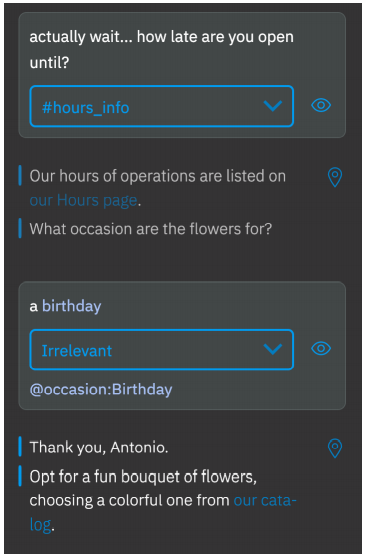 actually wait... how late are you open
until?
#hours_info
Our hours of operations are listed on
our Hours page.
What occasion are the flowers for?
a birthday
Irrelevant
@occasion:Birthday
Thank you, Antonio.
Opt for a fun bouquet of flowers,
choosing a colorful one from our cata-
log.